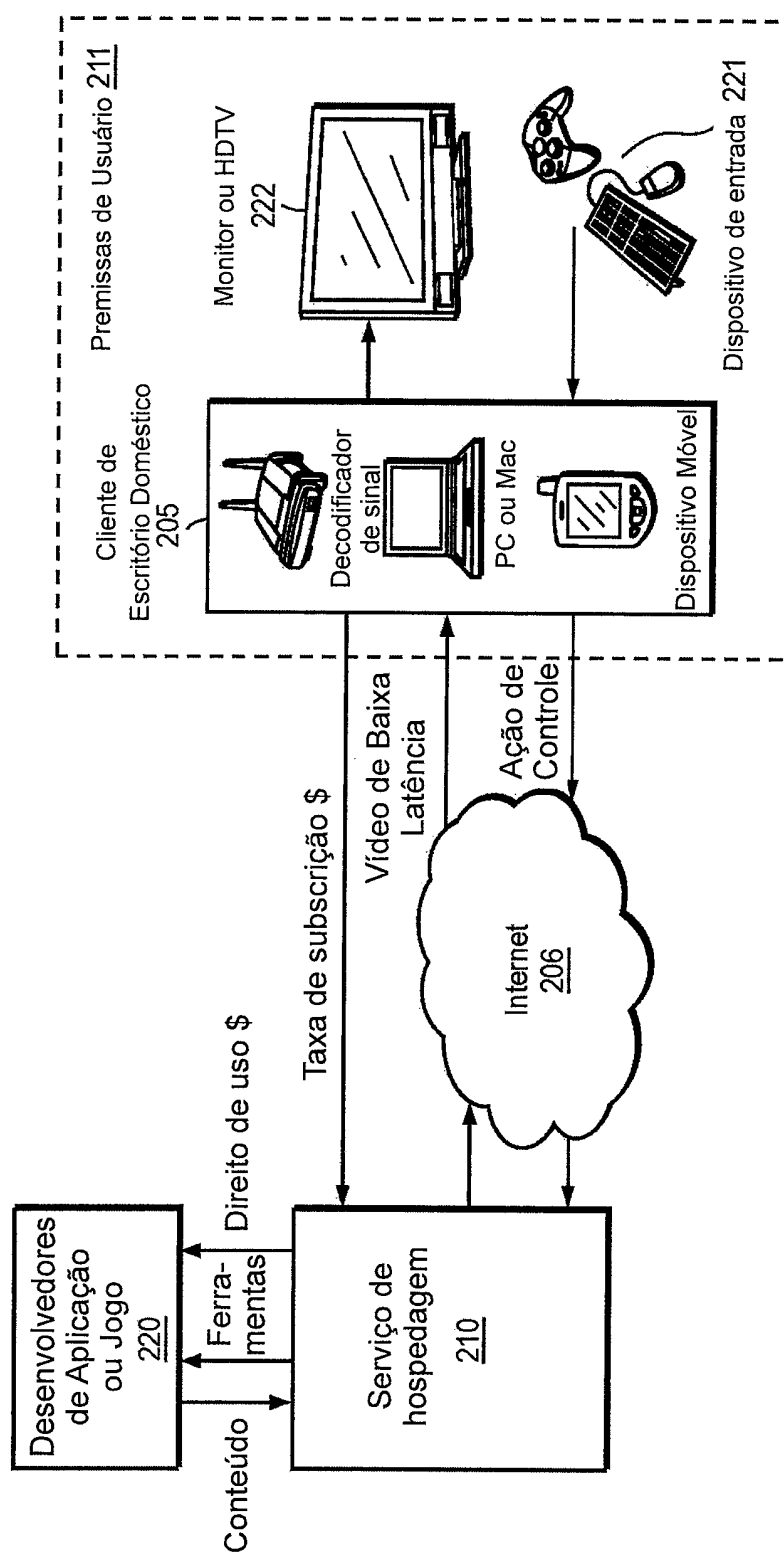 Desenvolvedores
de Aplicação
ou Jogo
220
Conteúdo
Ferra-
mentas
Direito de uso $
Serviço de
hospedagem
210
Taxa de subscrição $
Vídeo de Baixa
Latência
Internet
206
Ação de
Controle
Premissas de Usuário 211
Cliente de
Escritório Doméstico
205
Decodificador
de sinal
PC ou Mac
Dispositivo Móvel
Monitor ou HDTV
222
Dispositivo de entrada 221